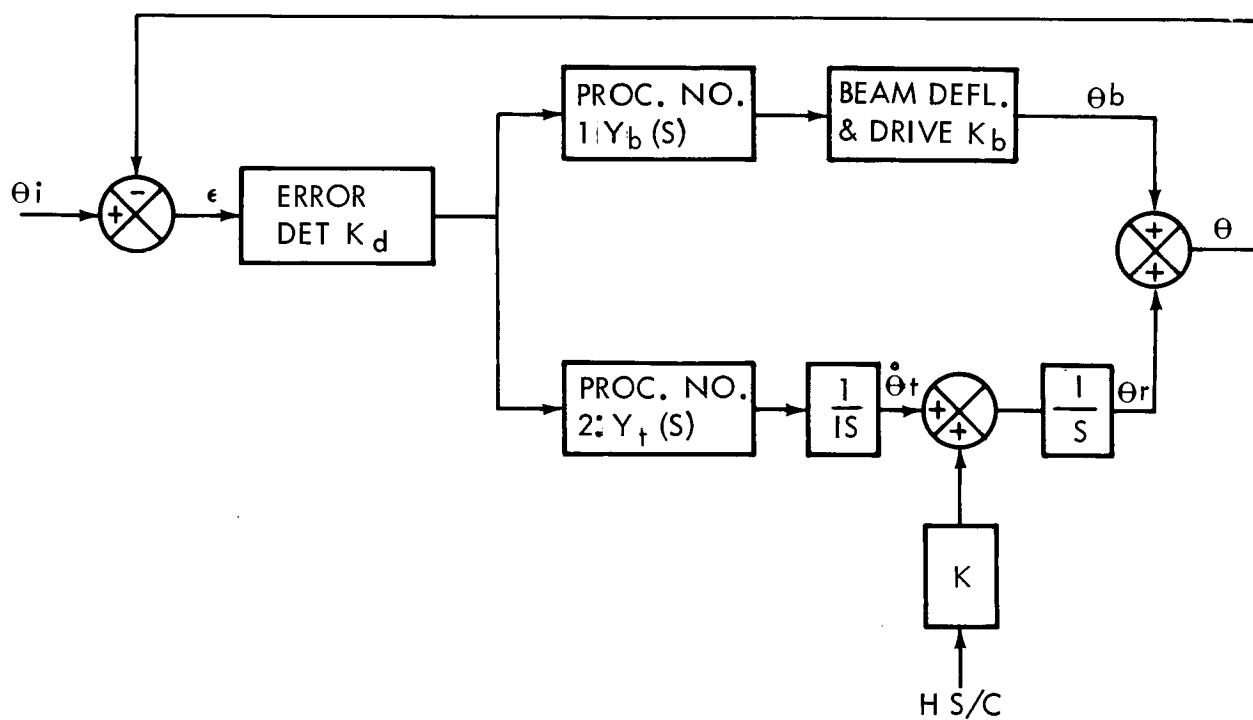 PROC. NO.
1 Y_b (S)
BEAM DEFL.
& DRIVE K_b
θb
θi
+
-
ϵ
ERROR
DET K_d
+
+
θ
PROC. NO.
2: Y_t (S)
1
IS
θ̇t
+
+
1
S
θr
K
H S/C